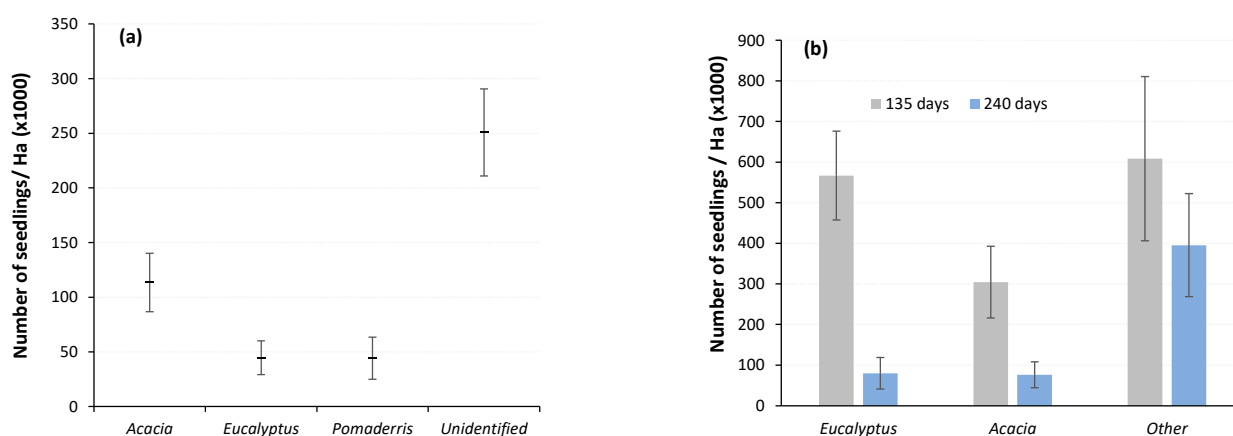 (a)
Number of seedlings/ Ha (x1000)
350
300
250
200
150
100
50
0
Acacia
Eucalyptus
Pomaderris
Unidentified
(b)
Number of seedlings / Ha (x1000)
900
800
700
600
500
400
300
200
100
0
135 days
240 days
Eucalyptus
Acacia
Other